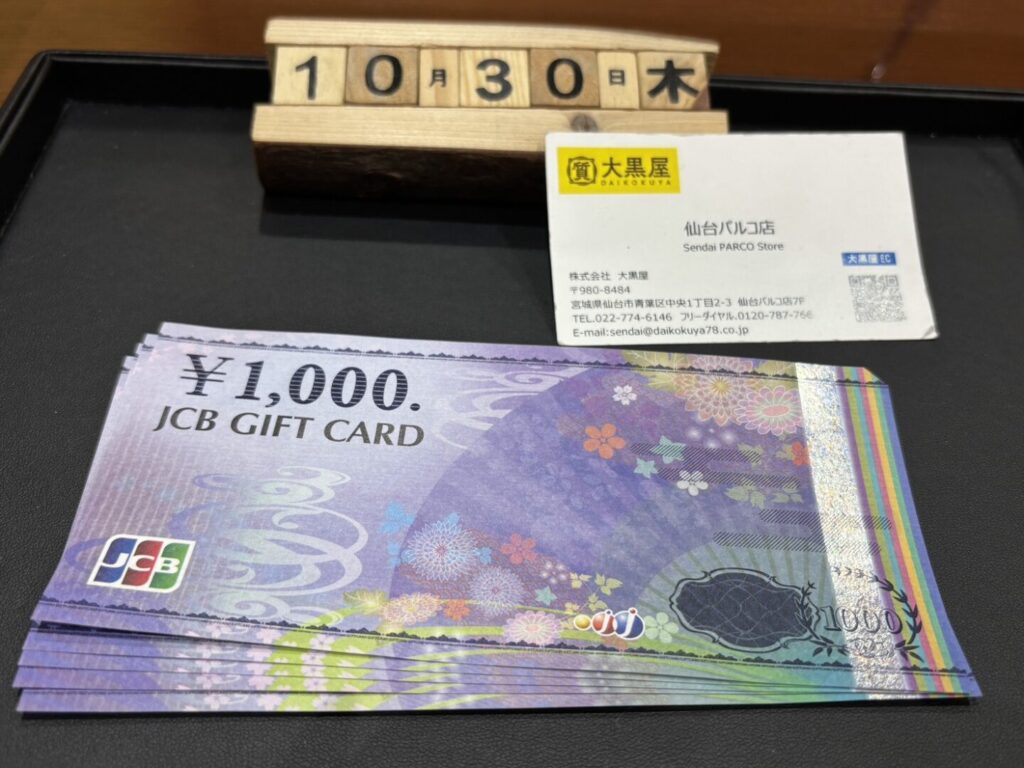 10月30日木
質 大黒屋
DAIKOKUYA
仙台パルコ店
Sendai PARCO Store
大黒屋 EC
株式会社 大黒屋
〒980-8484
宮城県仙台市青葉区中央1丁目2-3 仙台パルコ店7F
TEL.022-774-6146 フリーダイヤル.0120-787-766
E-mail:sendai@daikokuya78.co.jp
¥1,000.
JCB GIFT CARD
JCB
1000